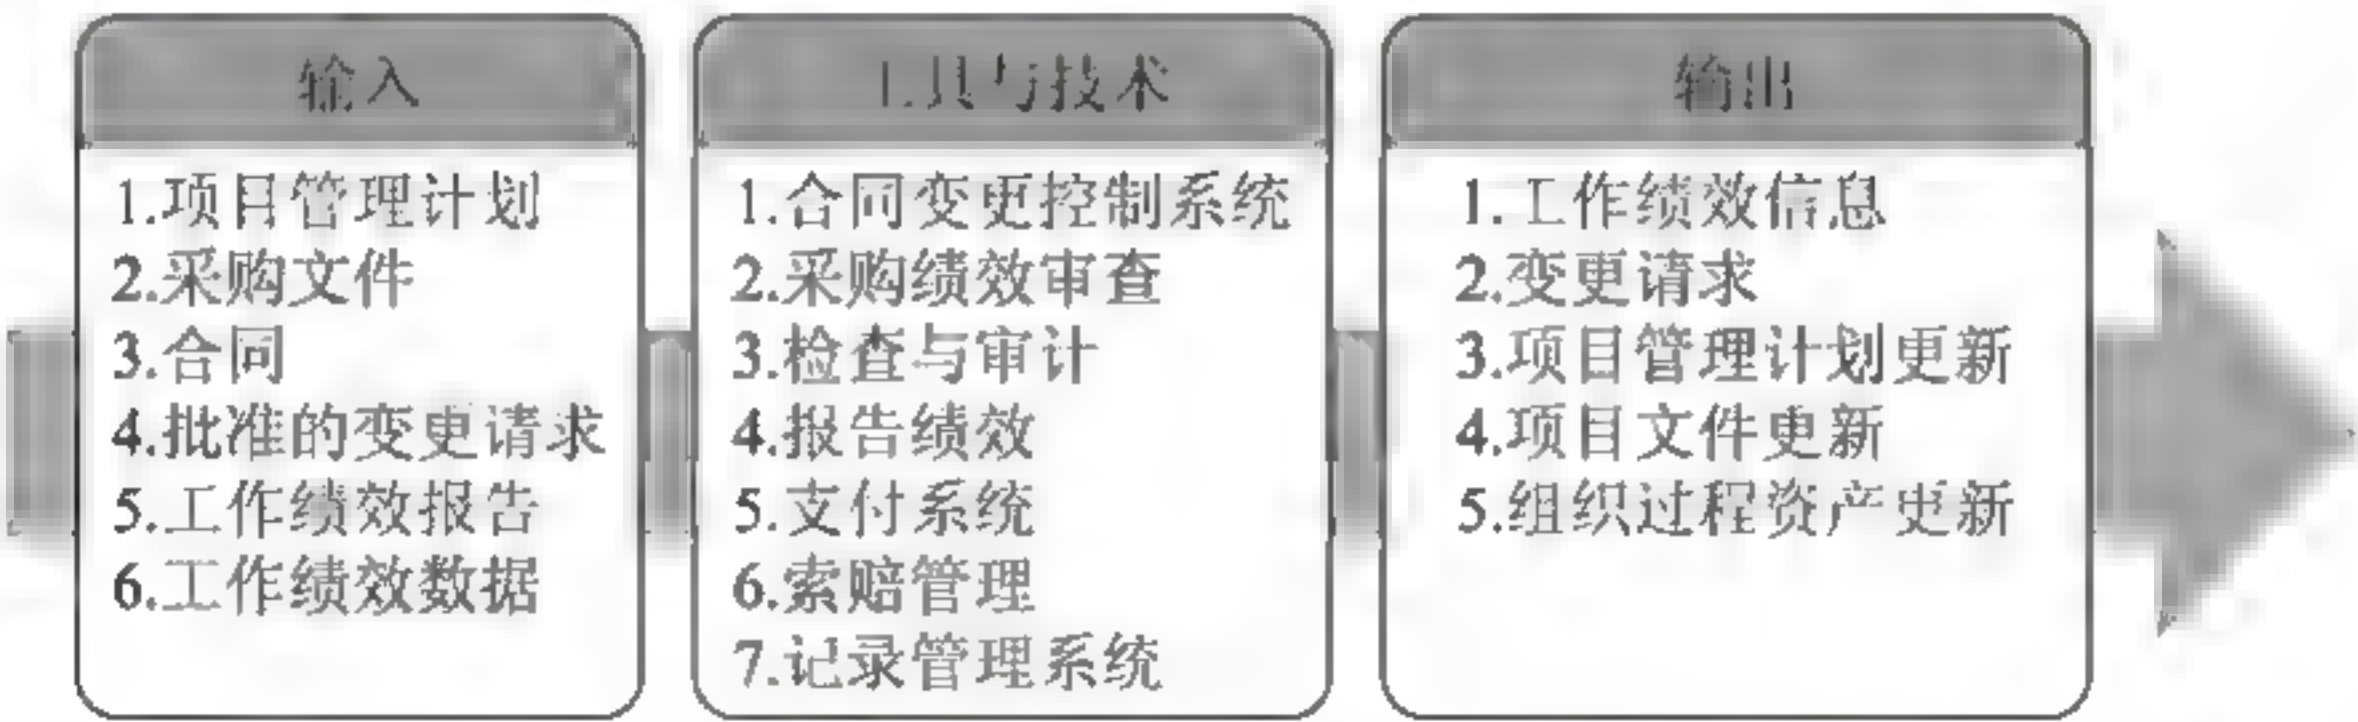 输入
1.项目管理计划
2.采购文件
3.合同
4.批准的变更请求
5.工作绩效报告
6.工作绩效数据
工具与技术
1.合同变更控制系统
2.采购绩效审查
3.检查与审计
4.报告绩效
5.支付系统
6.索赔管理
7.记录管理系统
输出
1.工作绩效信息
2.变更请求
3.项目管理计划更新
4.项目文件更新
5.组织过程资产更新